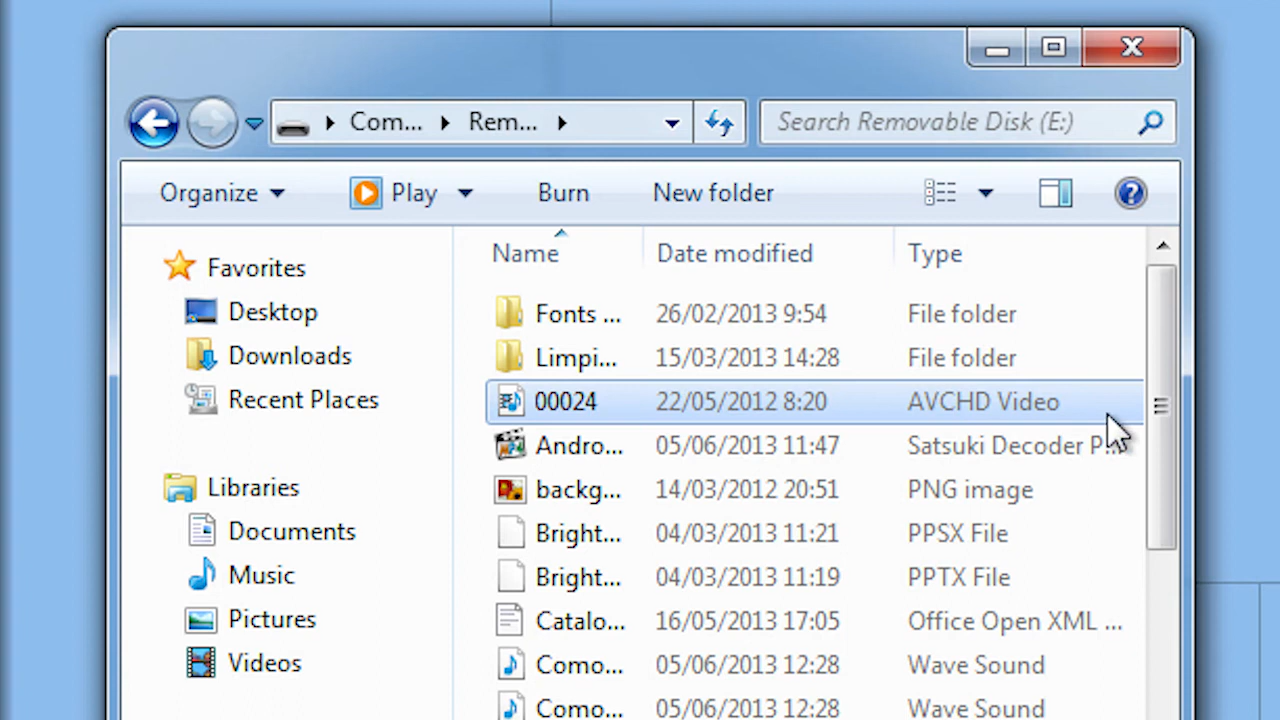 Com... Rem... Search Removable Disk (E:)
Organize Play Burn New folder
Name Date modified Type
Favorites
Desktop
Downloads
Recent Places
Libraries
Documents
Music
Pictures
Videos
Fonts ... 26/02/2013 9:54 File folder
Limpi... 15/03/2013 14:28 File folder
00024 22/05/2012 8:20 AVCHD Video
Andro... 05/06/2013 11:47 Satsuki Decoder P...
backg... 14/03/2012 20:51 PNG image
Bright... 04/03/2013 11:21 PPSX File
Bright... 04/03/2013 11:19 PPTX File
Catalo... 16/05/2013 17:05 Office Open XML ...
Como... 05/06/2013 12:28 Wave Sound
Como... 05/06/2013 12:28 Wave Sound